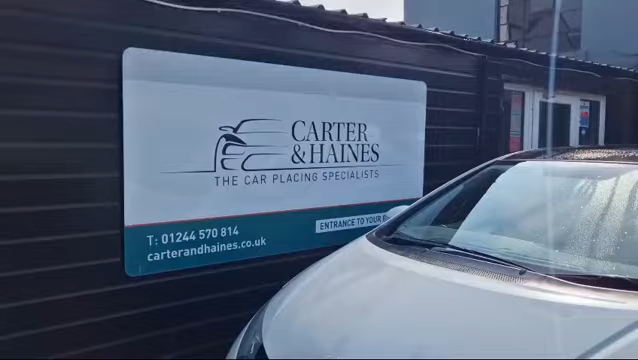 CARTER
&HAINES
THE CAR PLACING SPECIALISTS
T: 01244 570 814
carterandhaines.co.uk
ENTRANCE TO YOUR